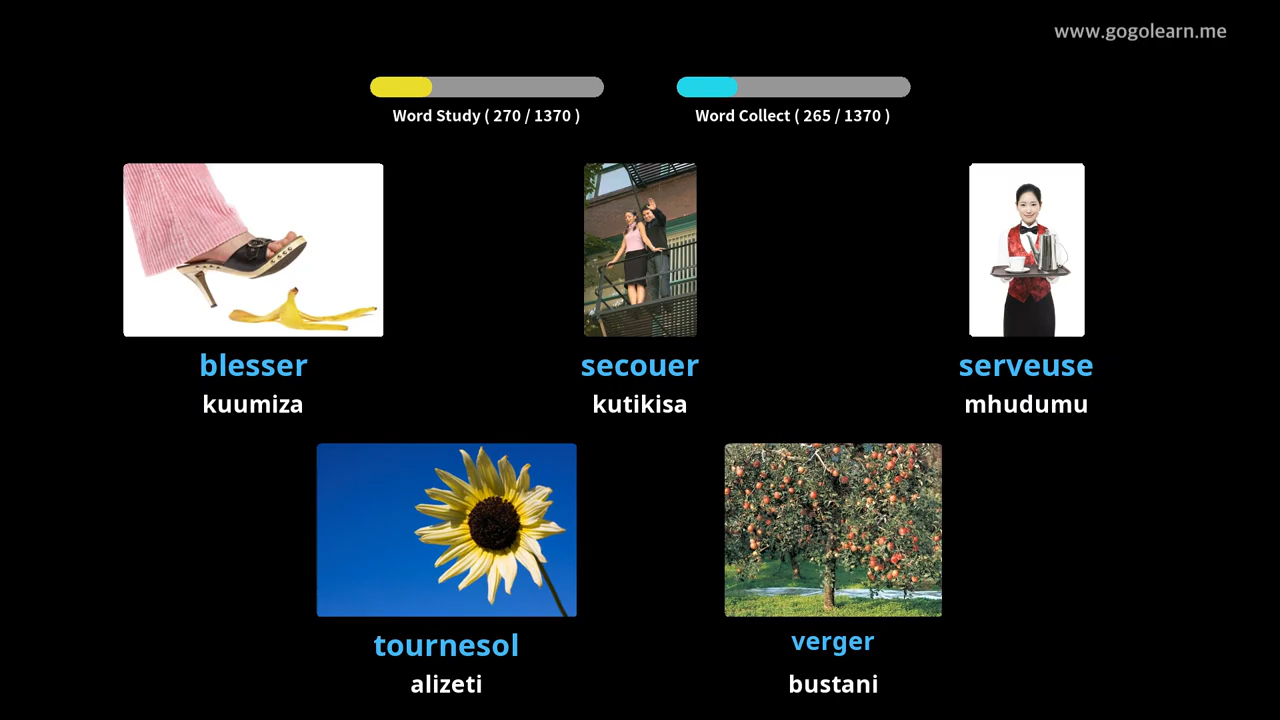 www.gogolearn.me
Word Study ( 270 / 1370 )
Word Collect ( 265 / 1370 )
blesser
kuumiza
secouer
kutikisa
serveuse
mhudumu
tournesol
alizeti
verger
bustani